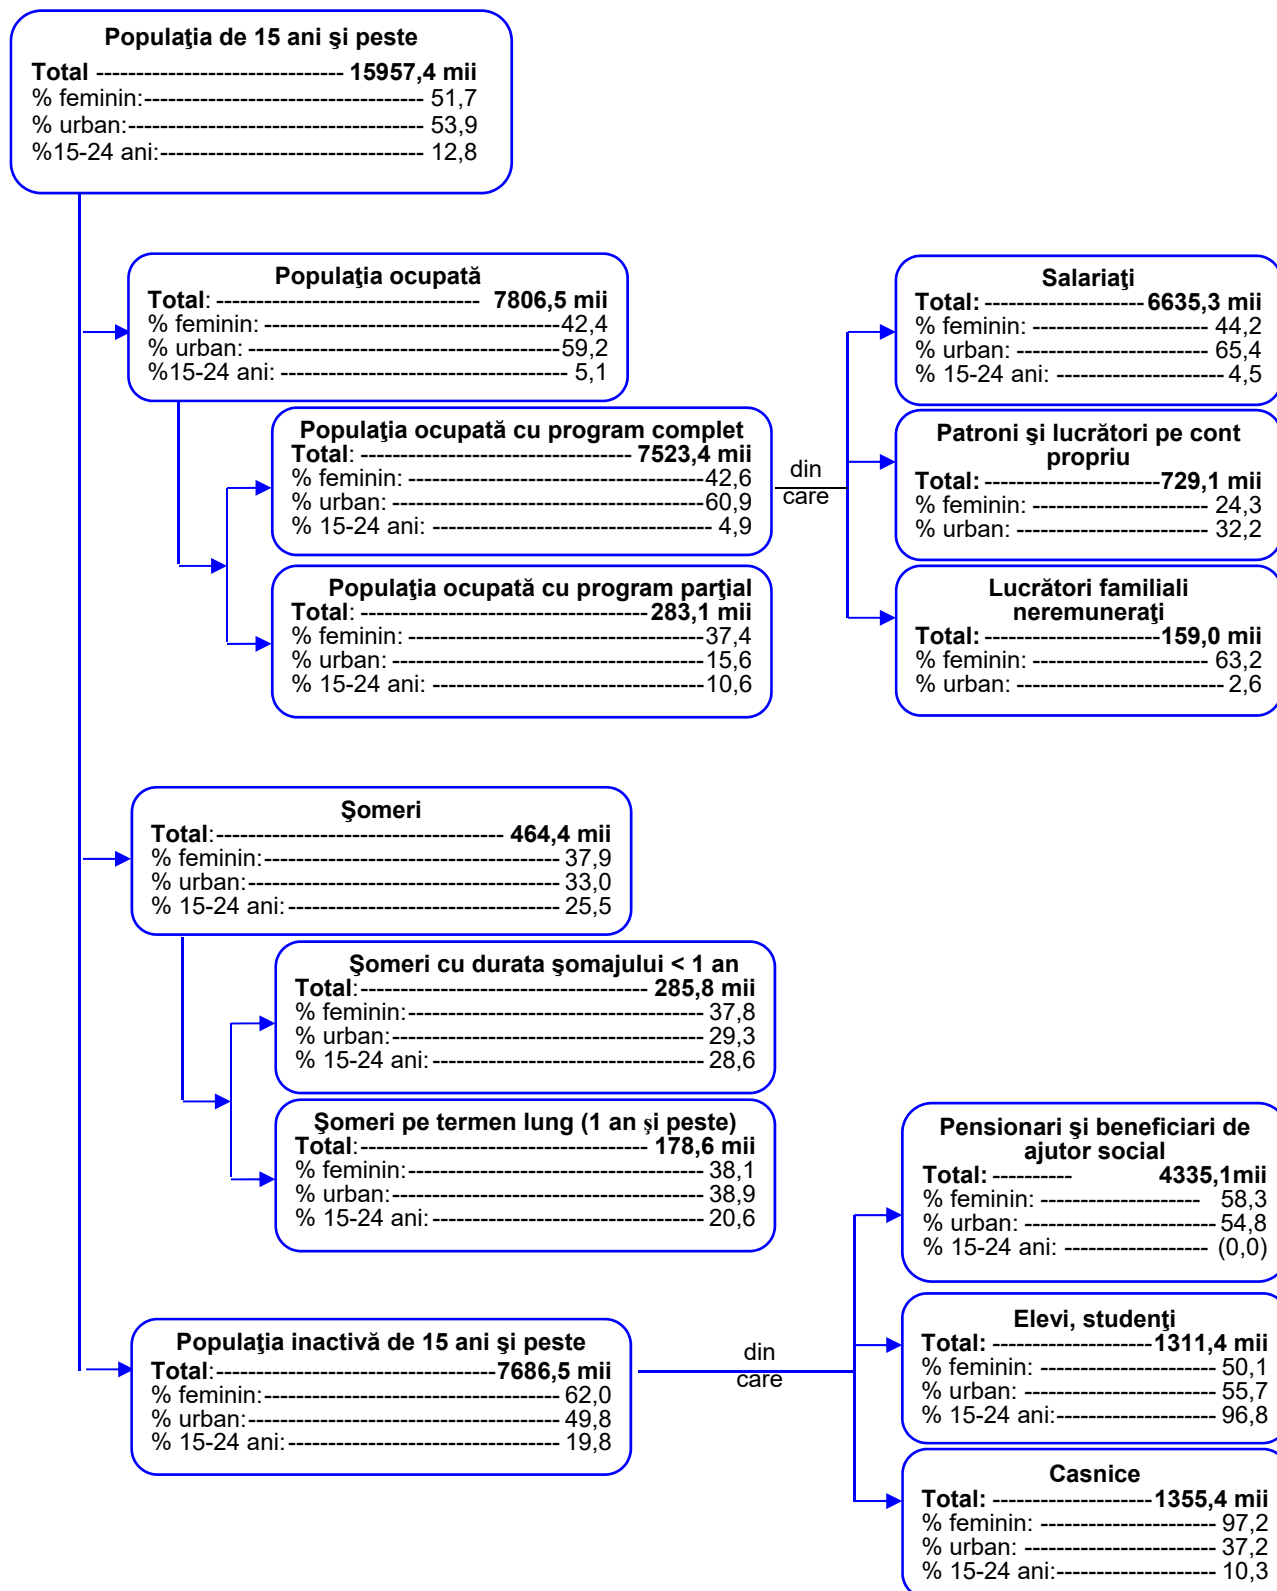 Populaţia de 15 ani şi peste
Total ------------------------------- 15957,4 mii
% feminin:----------------------------------- 51,7
% urban:------------------------------------- 53,9
%15-24 ani:--------------------------------- 12,8
Populaţia ocupată
Total: --------------------------------- 7806,5 mii
% feminin: -------------------------------------42,4
% urban: ---------------------------------------59,2
%15-24 ani: ------------------------------------ 5,1
Populaţia ocupată cu program complet
Total: ---------------------------------- 7523,4 mii
% feminin: -------------------------------------42,6
% urban: ---------------------------------------60,9
% 15-24 ani: ----------------------------------- 4,9
Populaţia ocupată cu program parţial
Total: ------------------------------------283,1 mii
% feminin: -------------------------------------37,4
% urban: ---------------------------------------15,6
% 15-24 ani: ----------------------------------10,6
din
care
Salariaţi
Total: --------------------6635,3 mii
% feminin: ---------------------- 44,2
% urban: ------------------------ 65,4
% 15-24 ani: --------------------- 4,5
Patroni şi lucrători pe cont
propriu
Total: ----------------------729,1 mii
% feminin: ---------------------- 24,3
% urban: ------------------------ 32,2
Lucrători familiali
neremuneraţi
Total: ----------------------159,0 mii
% feminin: ---------------------- 63,2
% urban: -------------------------- 2,6
Şomeri
Total:------------------------------------ 464,4 mii
% feminin:------------------------------------- 37,9
% urban:--------------------------------------- 33,0
% 15-24 ani:---------------------------------- 25,5
Şomeri cu durata şomajului < 1 an
Total:------------------------------------ 285,8 mii
% feminin:------------------------------------- 37,8
% urban:--------------------------------------- 29,3
% 15-24 ani:---------------------------------- 28,6
Şomeri pe termen lung (1 an și peste)
Total:------------------------------------ 178,6 mii
% feminin:------------------------------------- 38,1
% urban:--------------------------------------- 38,9
% 15-24 ani:---------------------------------- 20,6
Populaţia inactivă de 15 ani şi peste
Total:-----------------------------------7686,5 mii
% feminin:------------------------------------- 62,0
% urban:--------------------------------------- 49,8
% 15-24 ani:---------------------------------- 19,8
din
care
Pensionari şi beneficiari de
ajutor social
Total: ---------- 4335,1mii
% feminin: -------------------- 58,3
% urban: ------------------------ 54,8
% 15-24 ani: ------------------ (0,0)
Elevi, studenţi
Total: --------------------1311,4 mii
% feminin: ---------------------- 50,1
% urban: ------------------------ 55,7
% 15-24 ani:-------------------- 96,8
Casnice
Total: --------------------1355,4 mii
% feminin: ---------------------- 97,2
% urban: ------------------------ 37,2
% 15-24 ani:-------------------- 10,3